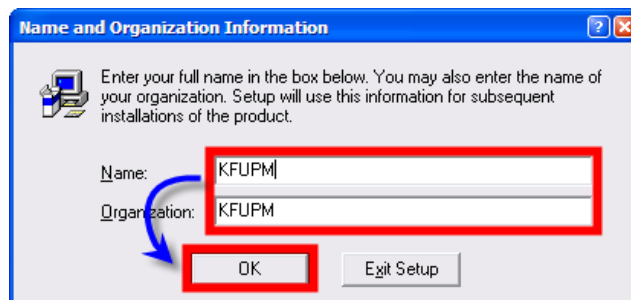 Name and Organization Information
Enter your full name in the box below. You may also enter the name of
your organization. Setup will use this information for subsequent
installations of the product.
Name: KFUPM
Organization: KFUPM
OK Exit Setup